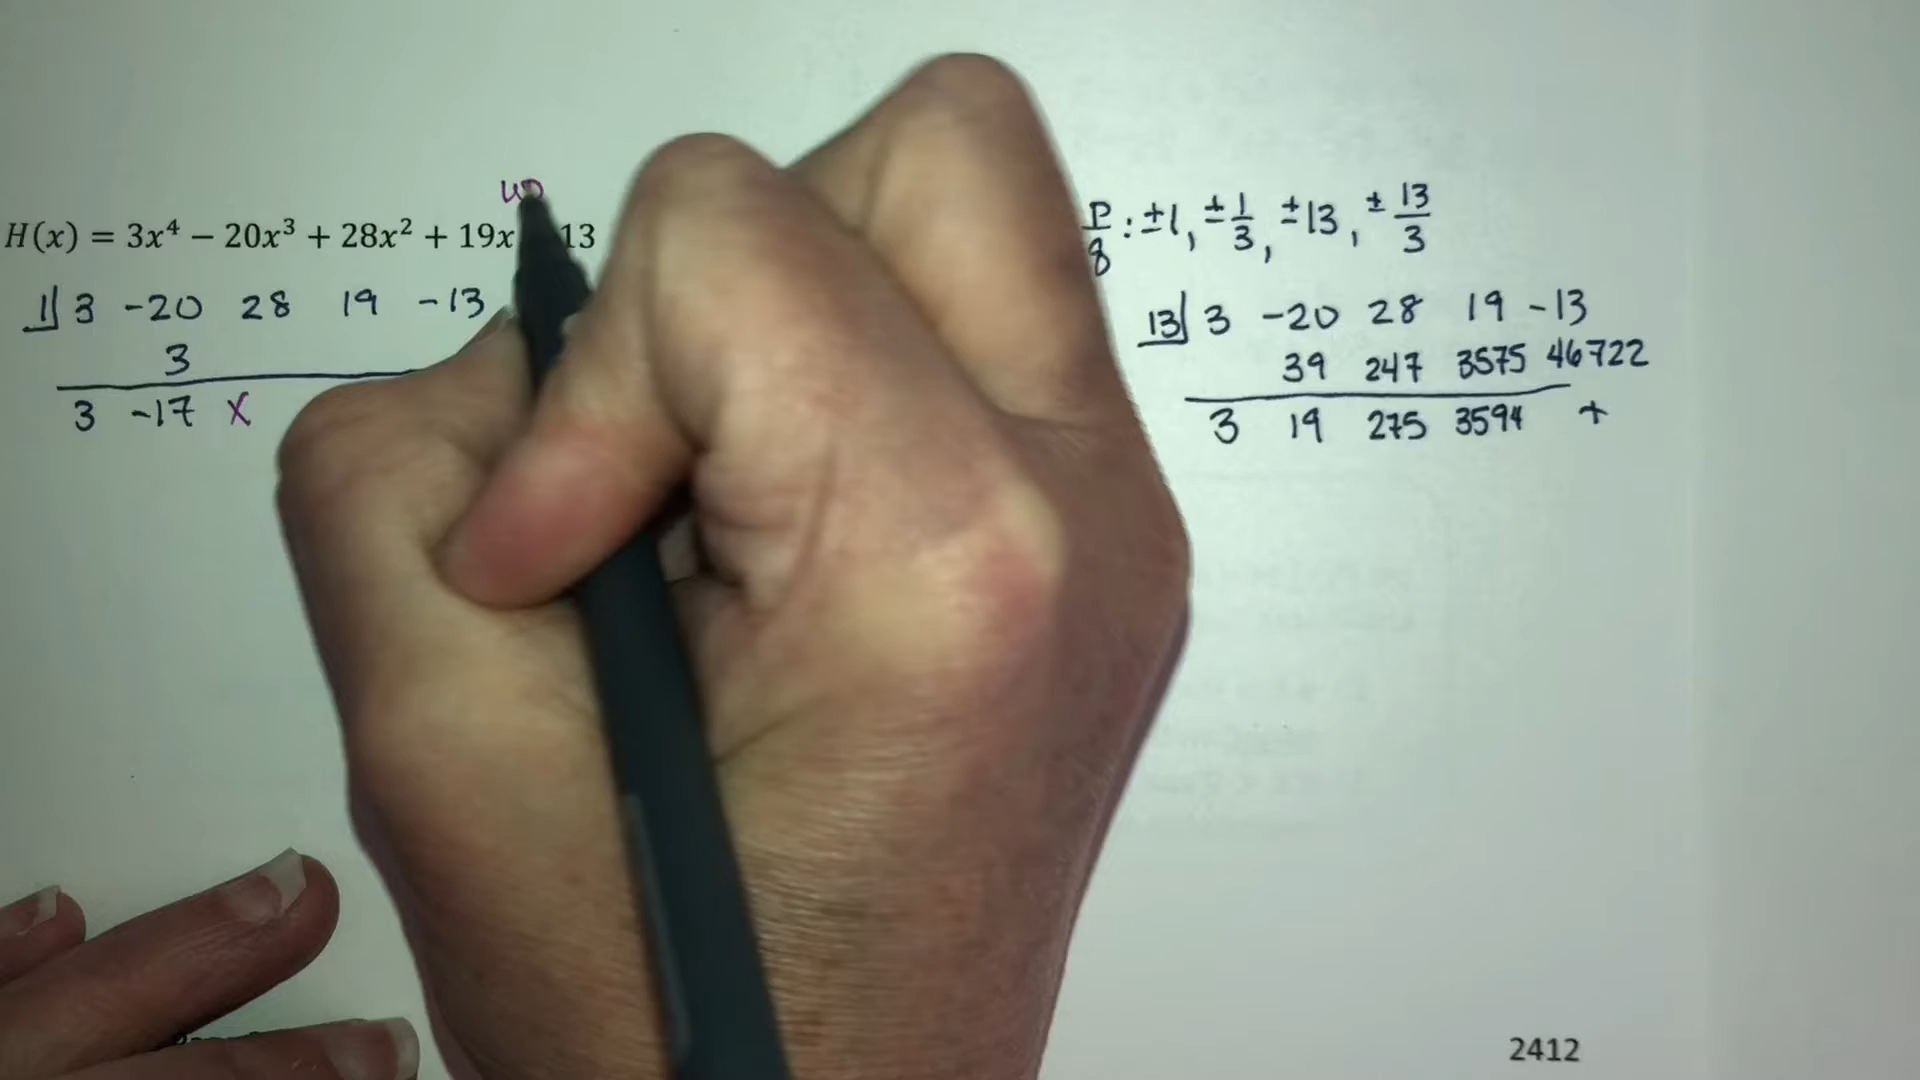 H(x) = 3x⁴ − 20x³ + 28x² + 19x 13
1 3 -20 28 19 -13
3
3 -17 X
P/q : ±1, ±1/3, ±13, ±13/3
13 3 -20 28 19 -13
39 247 3575 46722
3 19 275 3594 +
2412